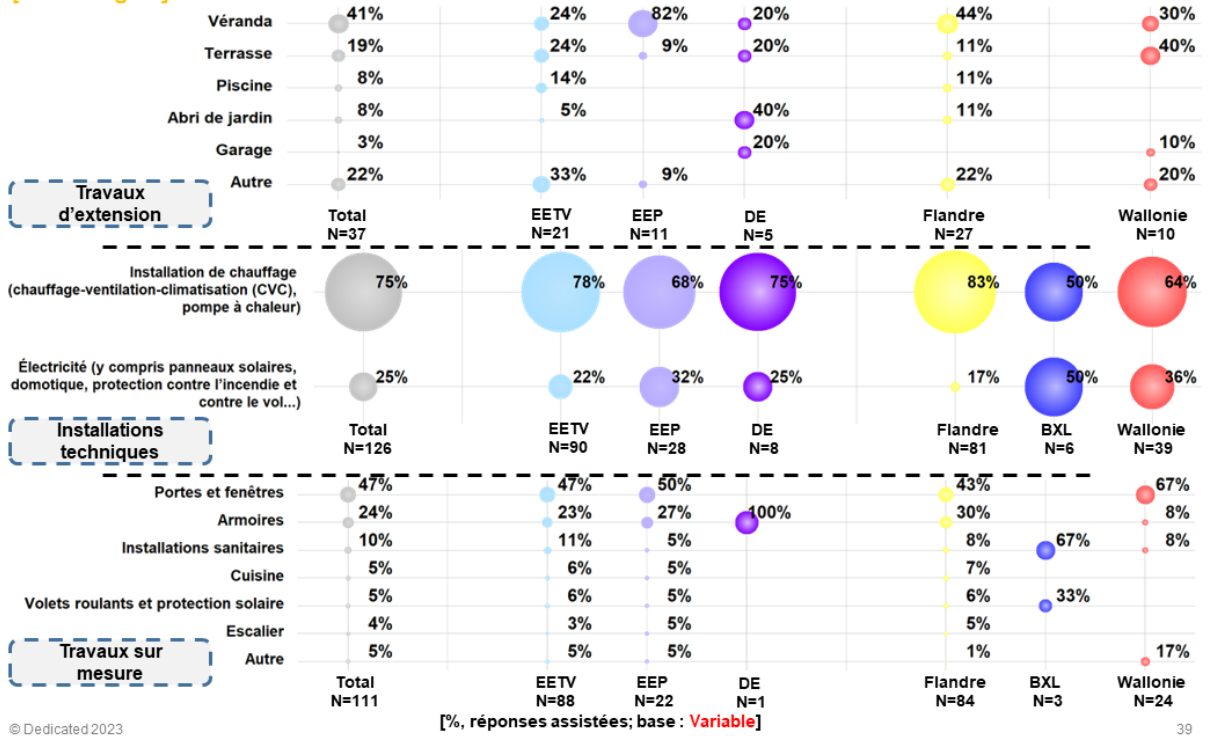 Véranda 41% 24% 82% 20% 44% 30%
Terrasse 19% 24% 9% 20% 11% 40%
Piscine 8% 14% 11%
Abri de jardin 8% 5% 40% 11%
Garage 3% 20% 10%
Autre 22% 33% 9% 22% 20%
Travaux
d'extension
Total EETV EEP DE Flandre Wallonie
N=37 N=21 N=11 N=5 N=27 N=10
Installation de chauffage
(chauffage-ventilation-climatisation (CVC),
pompe à chaleur)
75% 78% 68% 75% 83% 50% 64%
Électricité (y compris panneaux solaires,
domotique, protection contre l'incendie et
contre le vol...)
25% 22% 32% 25% 17% 50% 36%
Installations
techniques
Total EETV EEP DE Flandre BXL Wallonie
N=126 N=90 N=28 N=8 N=81 N=6 N=39
Portes et fenêtres 47% 47% 50% 43% 67%
Armoires 24% 23% 27% 100% 30% 8%
Installations sanitaires 10% 11% 5% 8% 67% 8%
Cuisine 5% 6% 5% 7%
Volets roulants et protection solaire 5% 6% 5% 6% 33%
Escalier 4% 3% 5% 5%
Autre 5% 5% 5% 1% 17%
Travaux sur
mesure
Total EETV EEP DE Flandre BXL Wallonie
N=111 N=88 N=22 N=1 N=84 N=3 N=24
[%, réponses assistées; base : Variable]
© Dedicated 2023
39